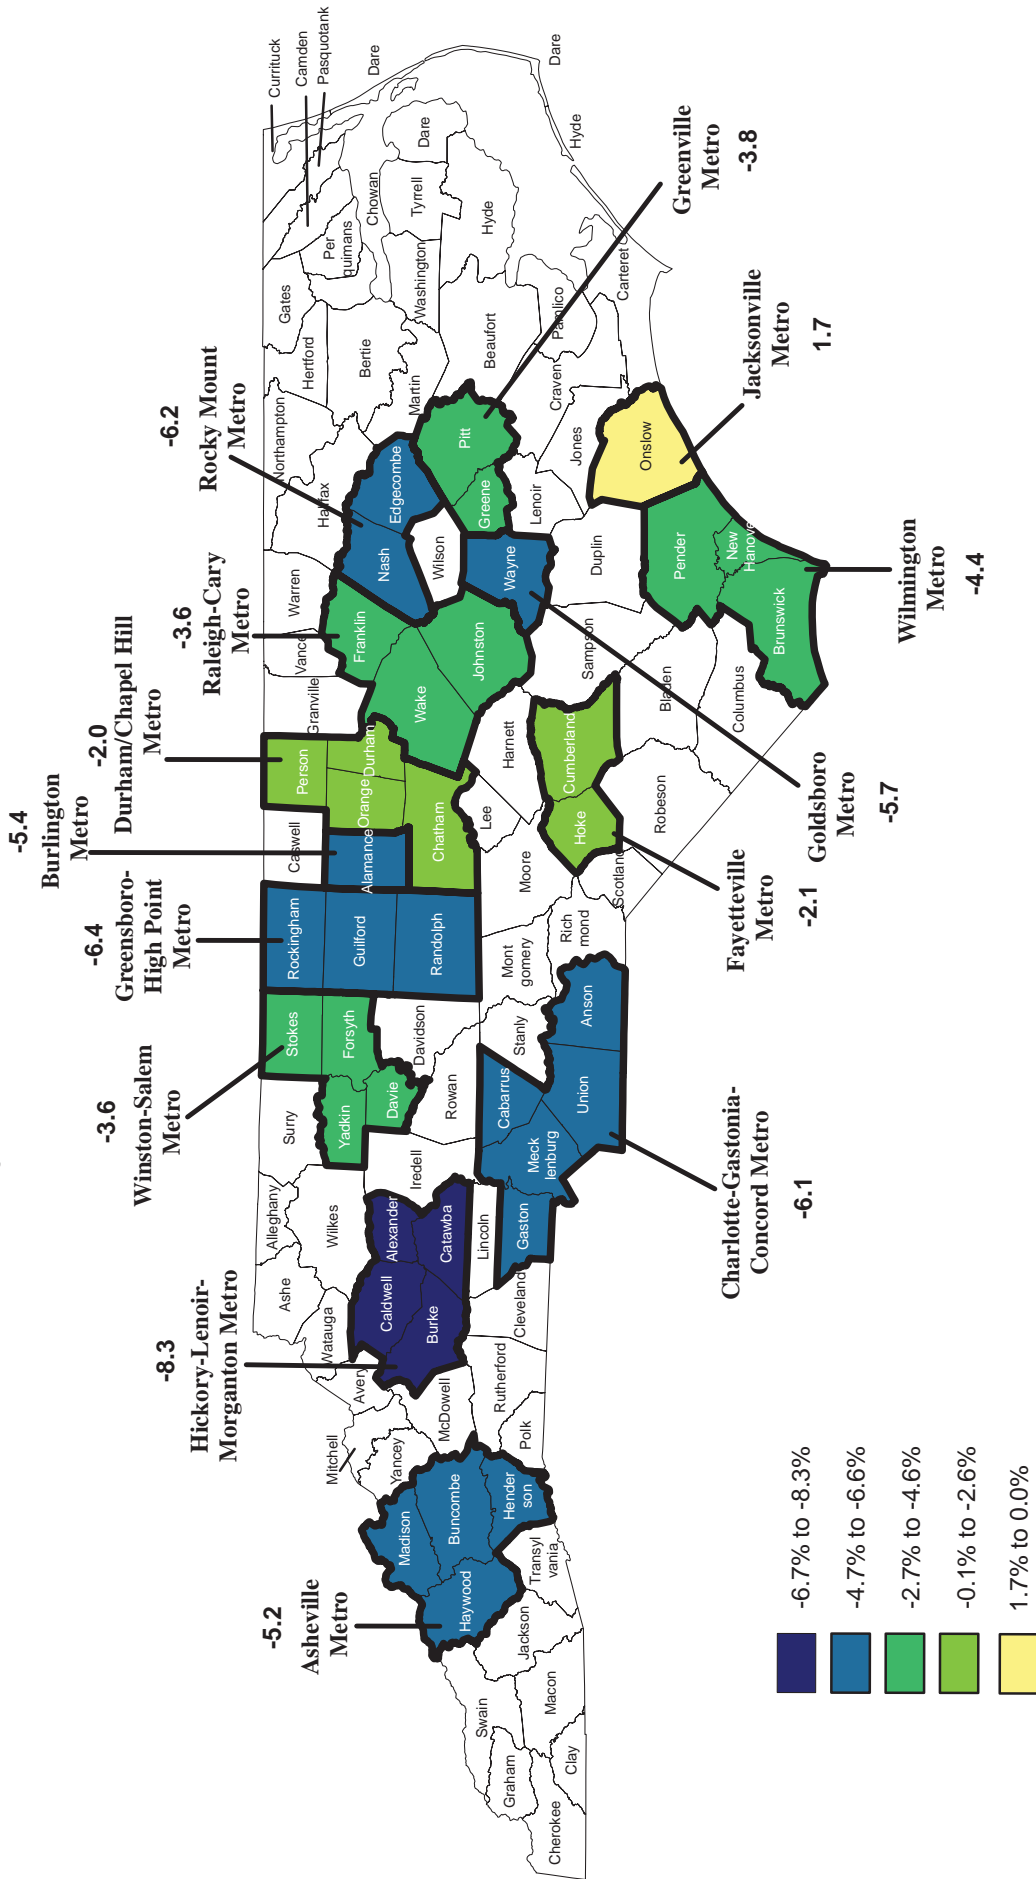 -5.4
Burlington
Metro
-2.0
Durham/Chapel Hill
Metro
-3.6
Raleigh-Cary
Metro
-6.2
Rocky Mount
Metro
-6.4
Greensboro-
High Point
Metro
-3.6
Winston-Salem
Metro
-8.3
Hickory-Lenoir-
Morganton Metro
-5.2
Asheville
Metro
Greenville
Metro
-3.8
Jacksonville
Metro
1.7
Wilmington
Metro
-4.4
Goldsboro
Metro
-5.7
Fayetteville
Metro
-2.1
Charlotte-Gastonia-
Concord Metro
-6.1
Cherokee
Graham
Clay
Swain
Macon
Jackson
Haywood
Transyl
vania
Madison
Buncombe
Hender
son
Yancey
Mitchell
Avery
McDowell
Polk
Rutherford
Watauga
Ashe
Alleghany
Wilkes
Caldwell
Burke
Alexander
Catawba
Lincoln
Cleveland
Gaston
Iredell
Surry
Yadkin
Davie
Stokes
Forsyth
Davidson
Rowan
Cabarrus
Meck
lenburg
Union
Anson
Stanly
Mont
gomery
Rich
mond
Rockingham
Guilford
Randolph
Caswell
Alamance
Person
Orange
Durham
Chatham
Moore
Lee
Harnett
Hoke
Cumberland
Scotland
Robeson
Bladen
Columbus
Sampson
Granville
Vance
Warren
Franklin
Wake
Johnston
Nash
Edgecombe
Wilson
Wayne
Halifax
Northampton
Hertford
Gates
Bertie
Martin
Pitt
Greene
Lenoir
Duplin
Jones
Craven
Pamlico
Carteret
Onslow
Pender
New
Hanover
Brunswick
Beaufort
Washington
Tyrrell
Hyde
Dare
Chowan
Per
quimans
Currituck
Camden
Pasquotank
Dare
Dare
Hyde
-6.7% to -8.3%
-4.7% to -6.6%
-2.7% to -4.6%
-0.1% to -2.6%
1.7% to 0.0%